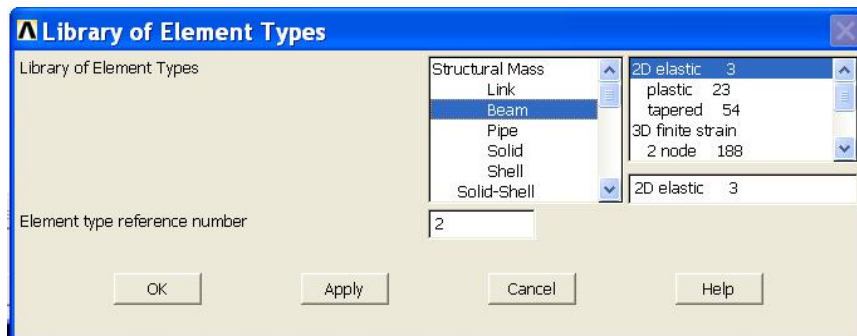 Λ Library of Element Types
Library of Element Types
Structural Mass
Link
Beam
Pipe
Solid
Shell
Solid-Shell
2D elastic 3
plastic 23
tapered 54
3D finite strain
2 node 188
2D elastic 3
Element type reference number
2
OK
Apply
Cancel
Help